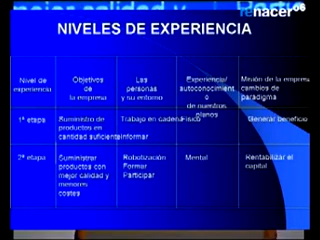 mejor calidad y
renacer06
NIVELES DE EXPERIENCIA
Nivel de experiencia
Objetivos de la empresa
Las personas y su entorno
Experiencia/ autoconocimiento de nuestros planos
Misión de la empresa cambios de paradigma
1ª etapa
Suministro de productos en cantidad suficiente
Trabajo en cadena
informar
Físico
Generar beneficio
2ª etapa
Suministrar productos con mejor calidad y menores costes
Robotización
Formar
Participar
Mental
Rentabilizar el capital